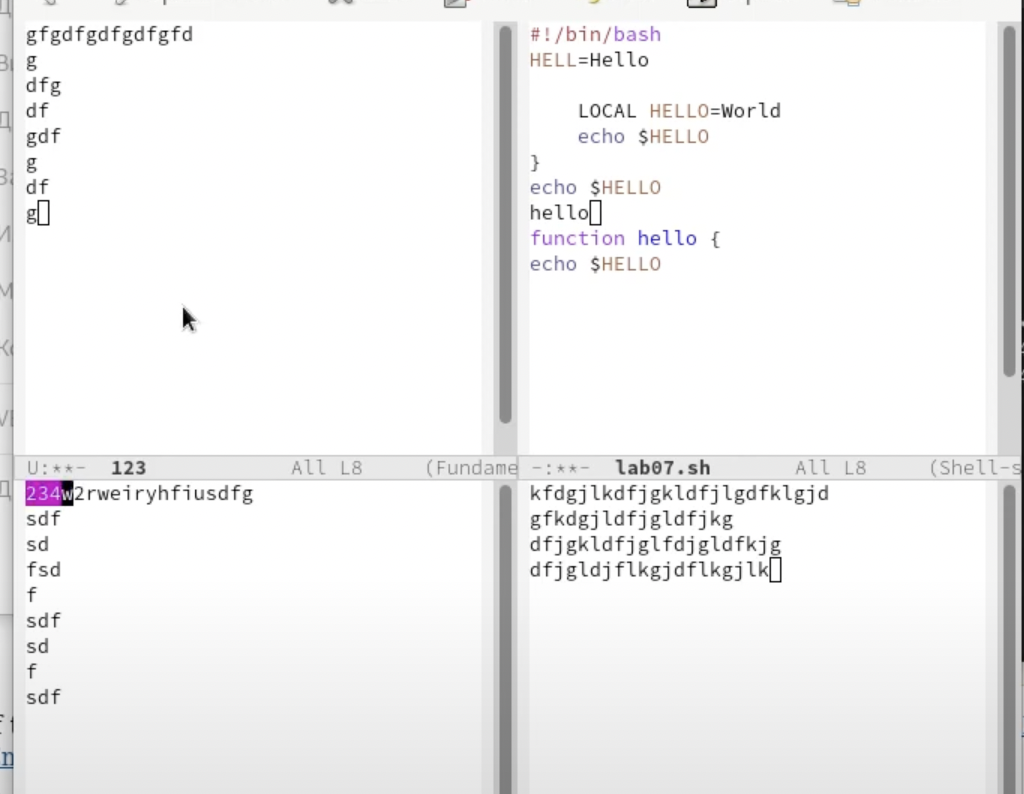 gfgdfgdfgdfgfd
g
dfg
df
gdf
g
df
g
U:**-  123  All L8  (Fundame
#!/bin/bash
HELL=Hello
    LOCAL HELLO=World
    echo $HELLO
}
echo $HELLO
hello
function hello {
echo $HELLO
-:**-  lab07.sh  All L8  (Shell-s
234w2rweiryhfiusdfg
sdf
sd
fsd
f
sdf
sd
f
sdf
kfdgjlkdfjgkldfjlgdfklgjd
gfkdgjldfjgldfjkg
dfjgkldfjglfdjgldfkjg
dfjgldjflkgjdflkgjlk